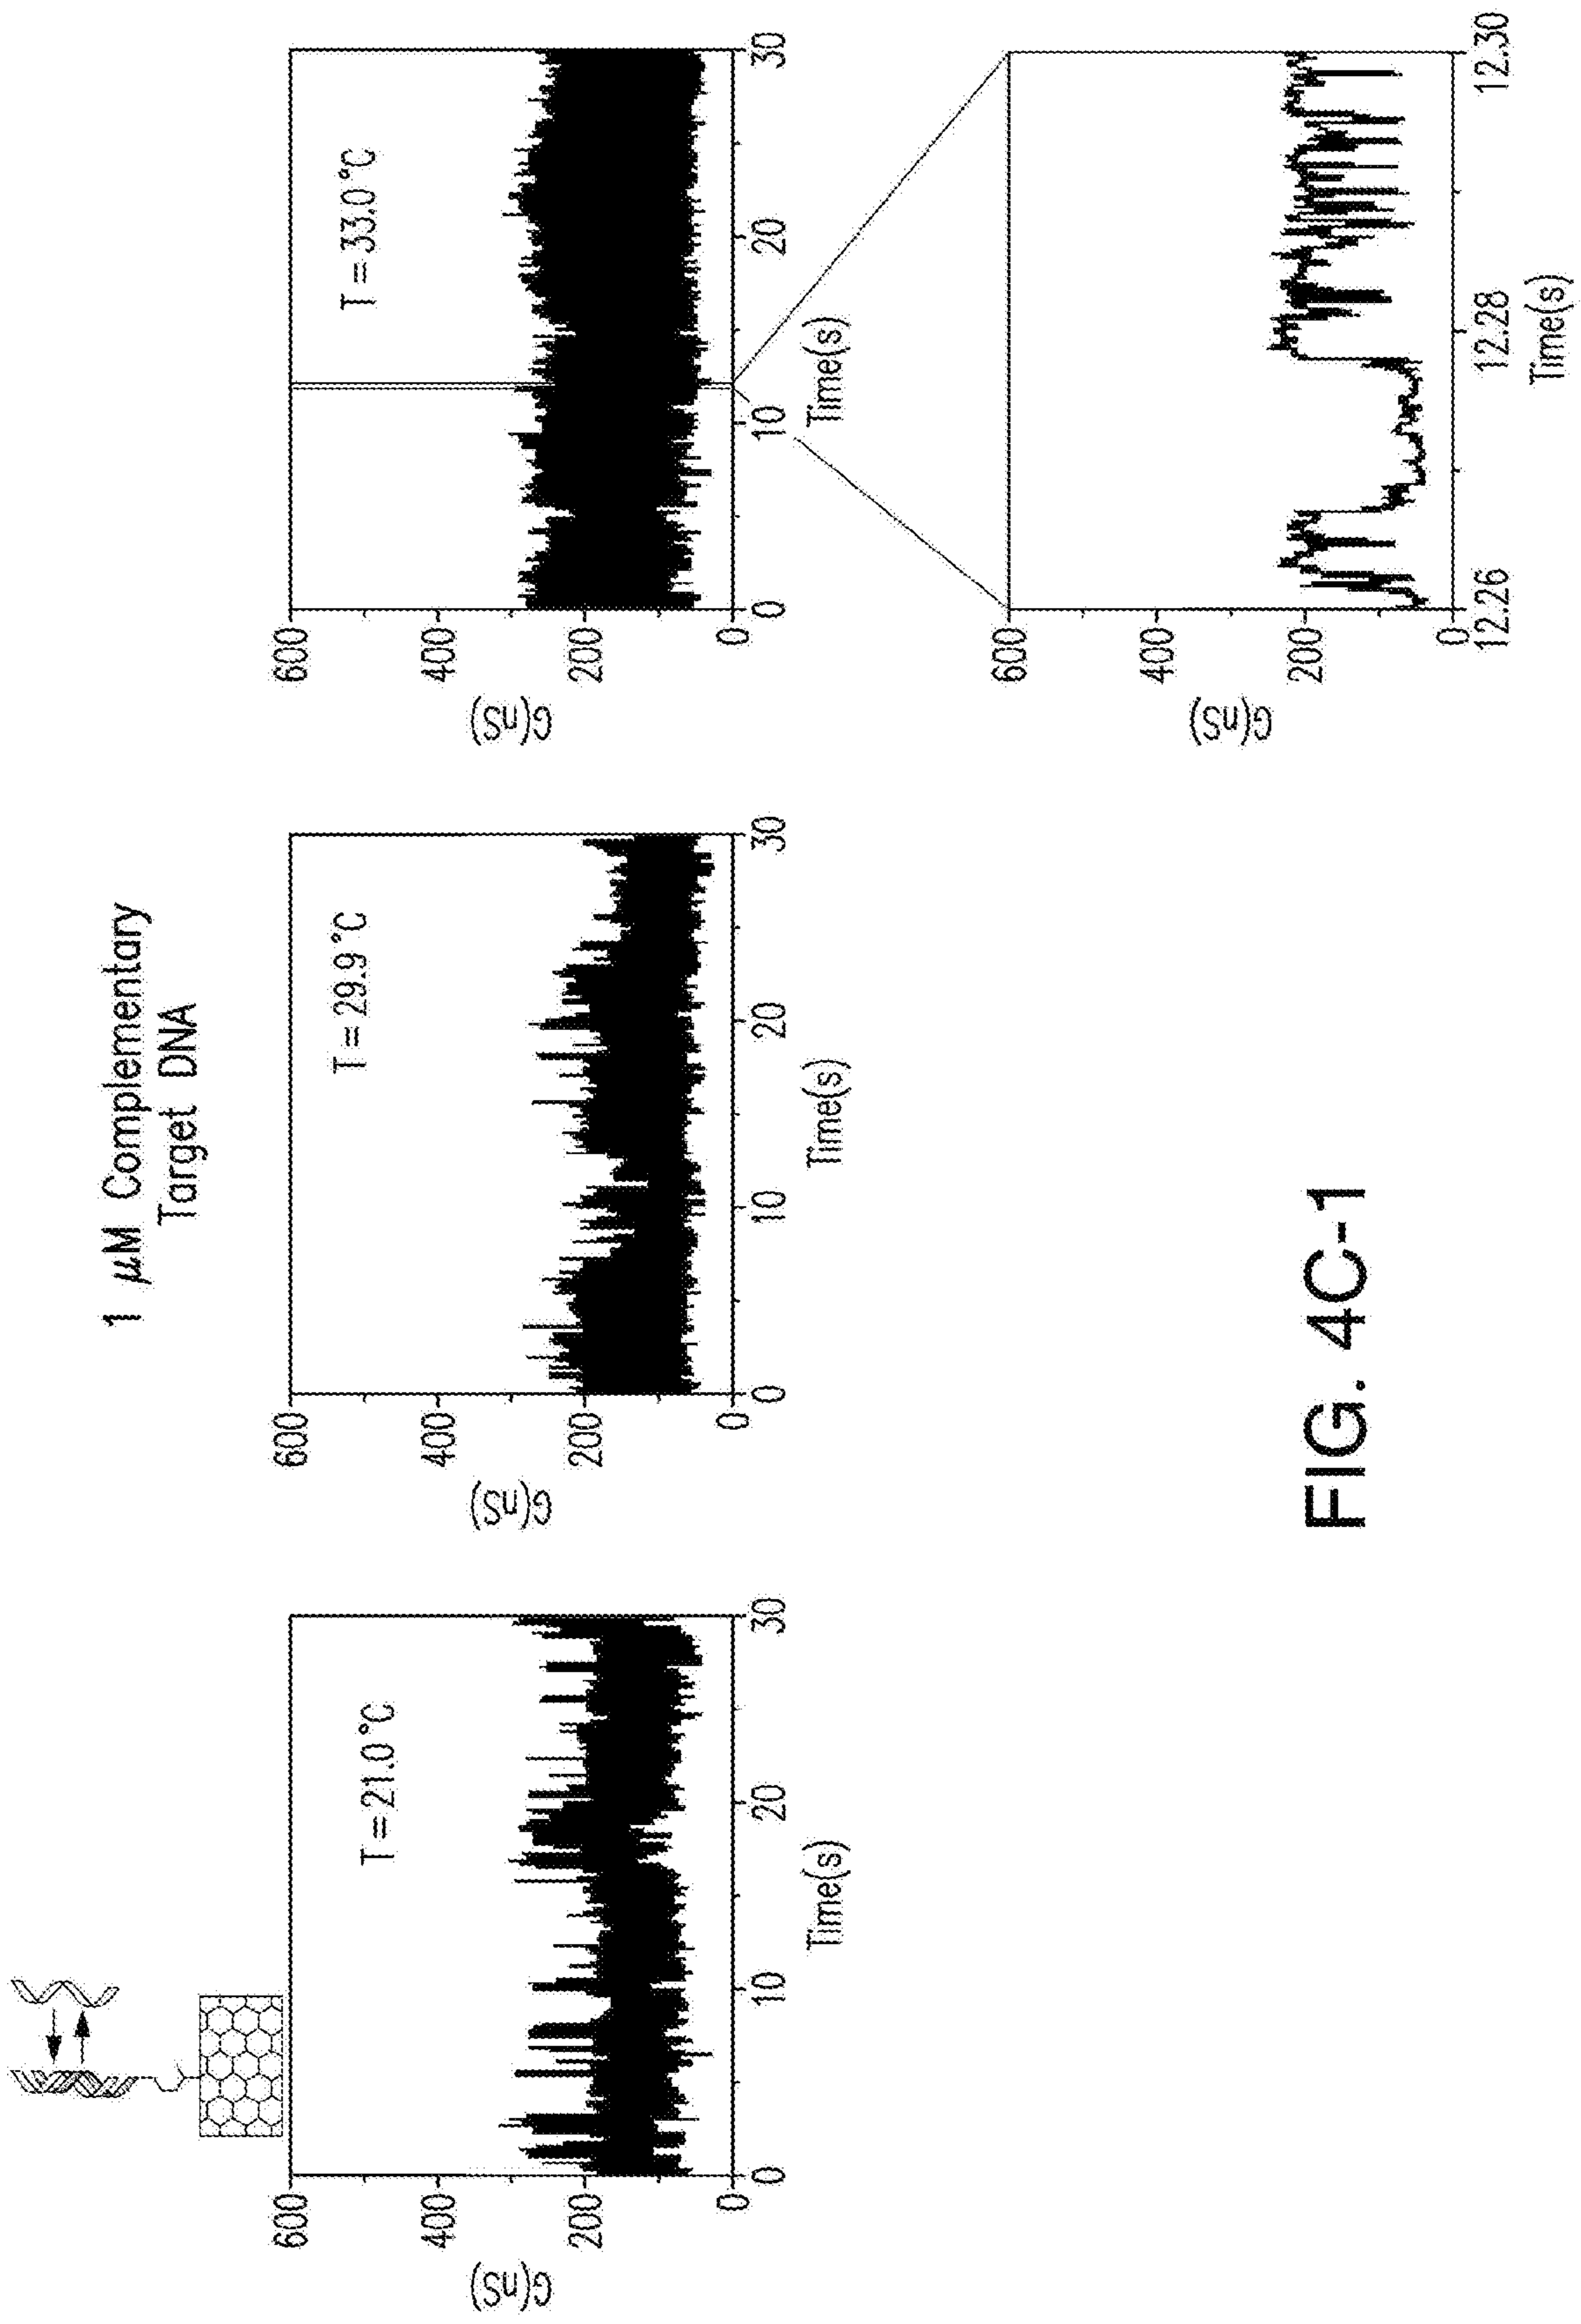 1 μM Complementary
Target DNA
T = 21.0 °C
600
400
200
0
G(nS)
0
10
20
30
Time(s)
T = 29.9 °C
600
400
200
0
G(nS)
0
10
20
30
Time(s)
T = 33.0 °C
600
400
200
0
G(nS)
0
10
20
30
Time(s)
600
400
200
0
G(nS)
12.26
12.28
12.30
Time(s)
FIG. 4C-1